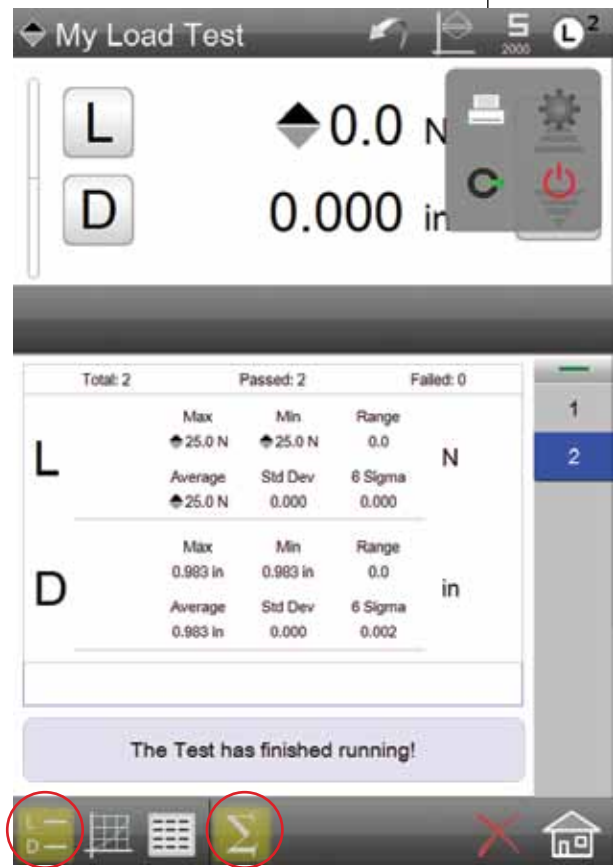 My Load Test S 2000 L2
L 0.0 N
D 0.000 in
Total: 2 Passed: 2 Failed: 0
1
2
L
Max Min Range
25.0 N 25.0 N 0.0
N
Average Std Dev 6 Sigma
25.0 N 0.000 0.000
D
Max Min Range
0.983 in 0.983 in 0.0
in
Average Std Dev 6 Sigma
0.983 in 0.000 0.002
The Test has finished running!
L
D
Σ